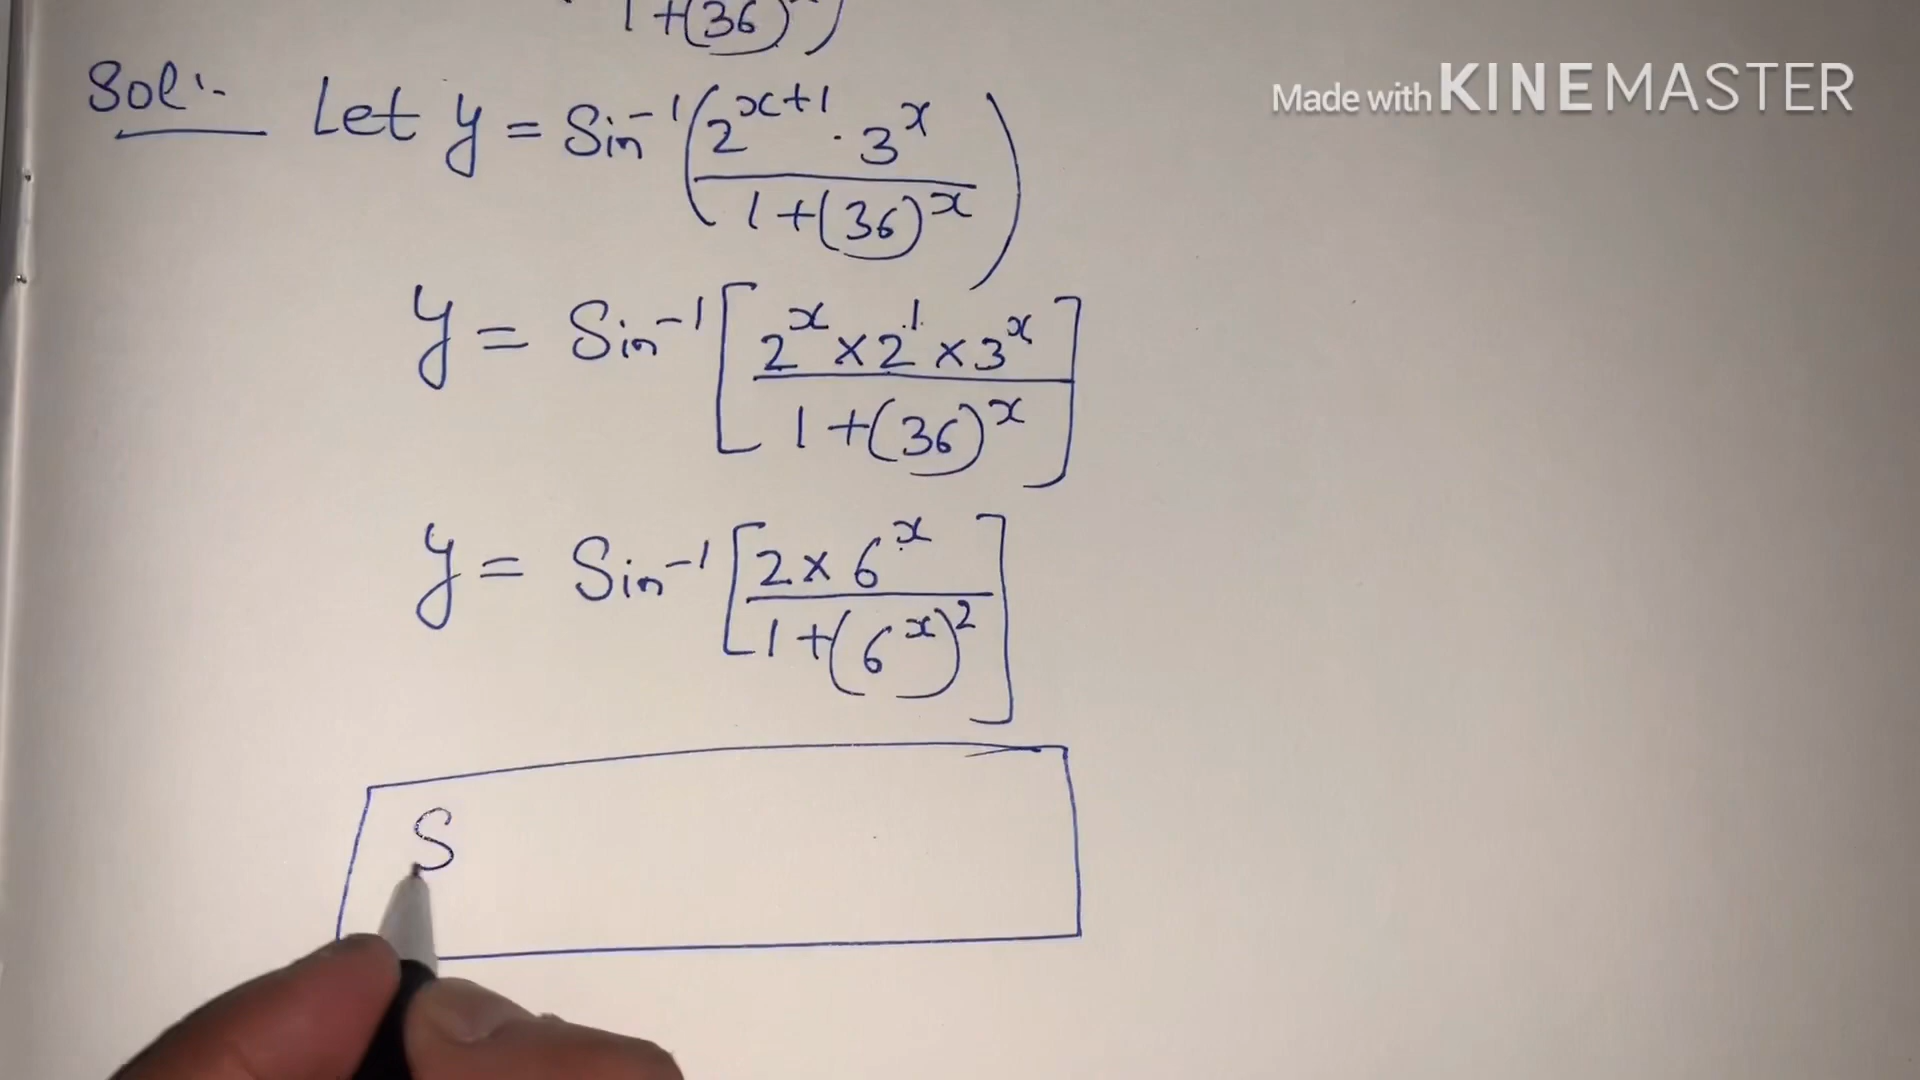 1+(36)^x)
Sol:- Let y = Sin⁻¹(2^(x+1) · 3^x / 1+(36)^x)
Made with KINEMASTER
y = Sin⁻¹[2^x × 2^1 × 3^x / 1+(36)^x]
y = Sin⁻¹[2 × 6^x / 1+(6^x)^2]
S